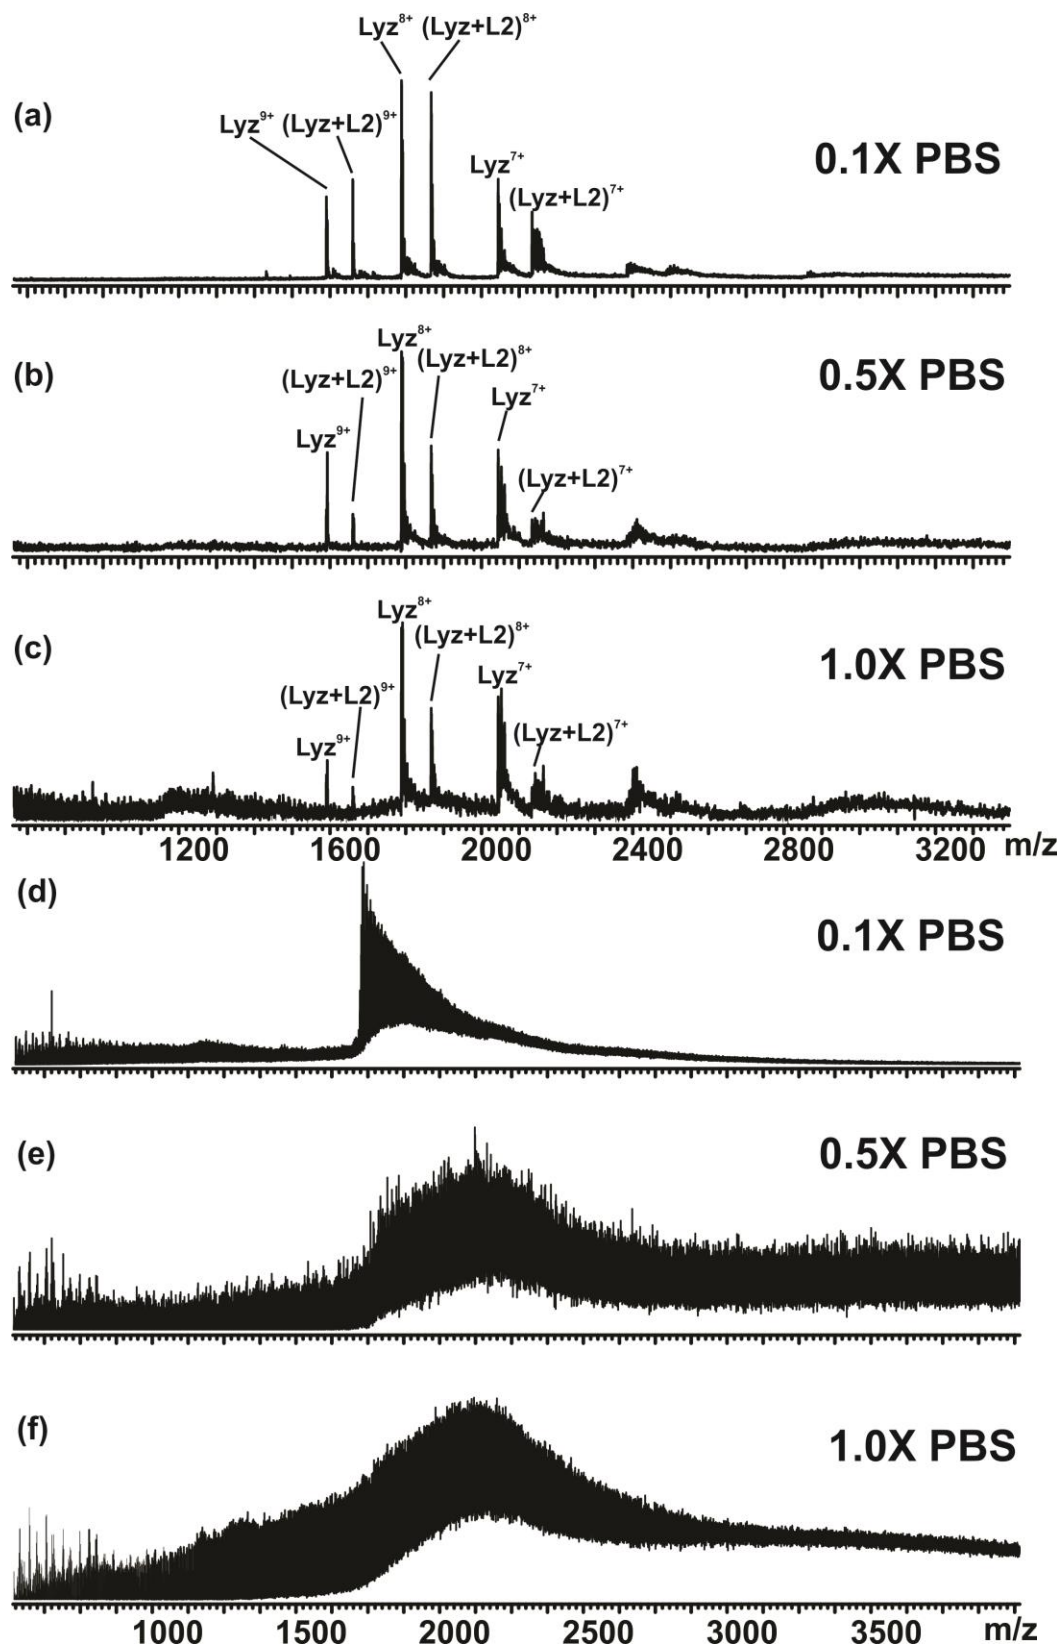 Lyz⁸⁺ (Lyz+L2)⁸⁺
(a)
Lyz⁹⁺ (Lyz+L2)⁹⁺
0.1X PBS
Lyz⁷⁺
(Lyz+L2)⁷⁺
Lyz⁸⁺
(b)
(Lyz+L2)⁸⁺
0.5X PBS
(Lyz+L2)⁹⁺
Lyz⁷⁺
Lyz⁹⁺
(Lyz+L2)⁷⁺
Lyz⁸⁺
(c)
(Lyz+L2)⁸⁺
1.0X PBS
Lyz⁷⁺
(Lyz+L2)⁹⁺
(Lyz+L2)⁷⁺
Lyz⁹⁺
1200 1600 2000 2400 2800 3200 m/z
(d)
0.1X PBS
(e)
0.5X PBS
(f)
1.0X PBS
1000 1500 2000 2500 3000 3500 m/z